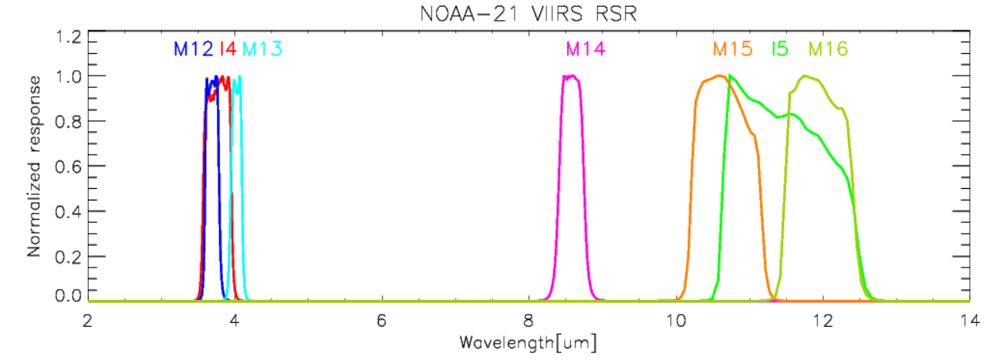 NOAA-21 VIIRS RSR
M12 I4 M13 M14 M15 I5 M16
1.2
1.0
0.8
0.6
0.4
0.2
0.0
Normalized response
2 4 6 8 10 12 14
Wavelength[um]